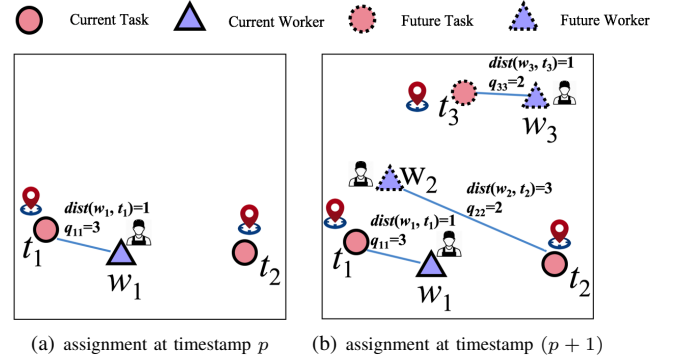 Current Task Current Worker Future Task Future Worker
dist(w₃, t₃)=1
q₃₃=2
t₃
w₃
w₂
dist(w₂, t₂)=3
q₂₂=2
dist(w₁, t₁)=1
q₁₁=3
t₁
w₁
t₂
dist(w₁, t₁)=1
q₁₁=3
t₁
w₁
t₂
(a) assignment at timestamp p (b) assignment at timestamp (p + 1)